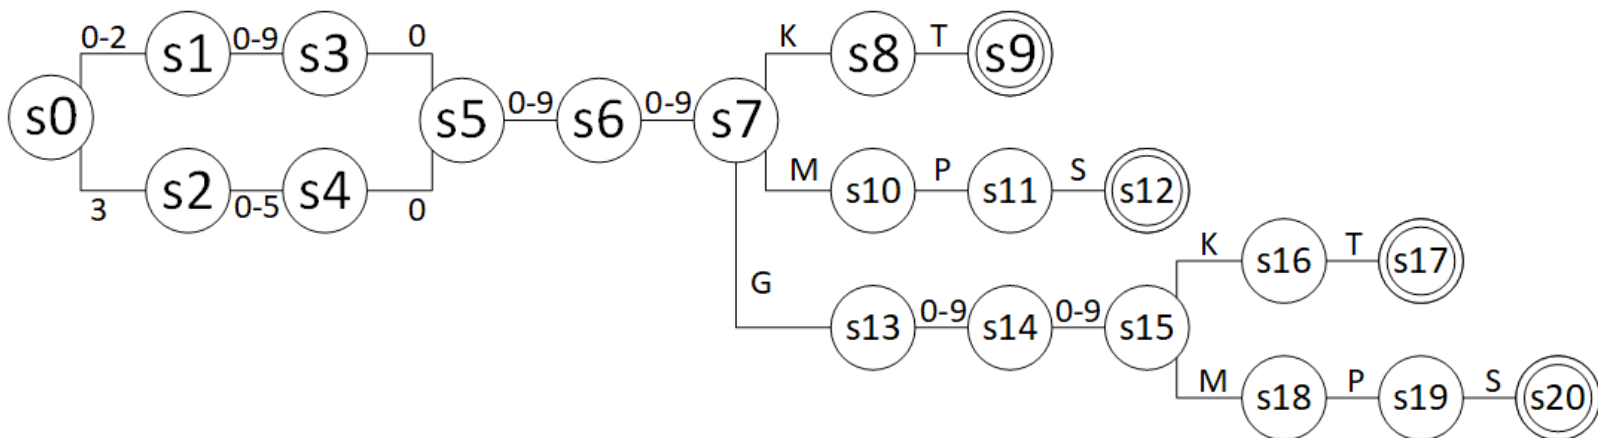 0-2 s1 0-9 s3 0 K s8 T s9
s0 s5 0-9 s6 0-9 s7
3 s2 0-5 s4 0 M s10 P s11 S s12
K s16 T s17
G s13 0-9 s14 0-9 s15
M s18 P s19 S s20